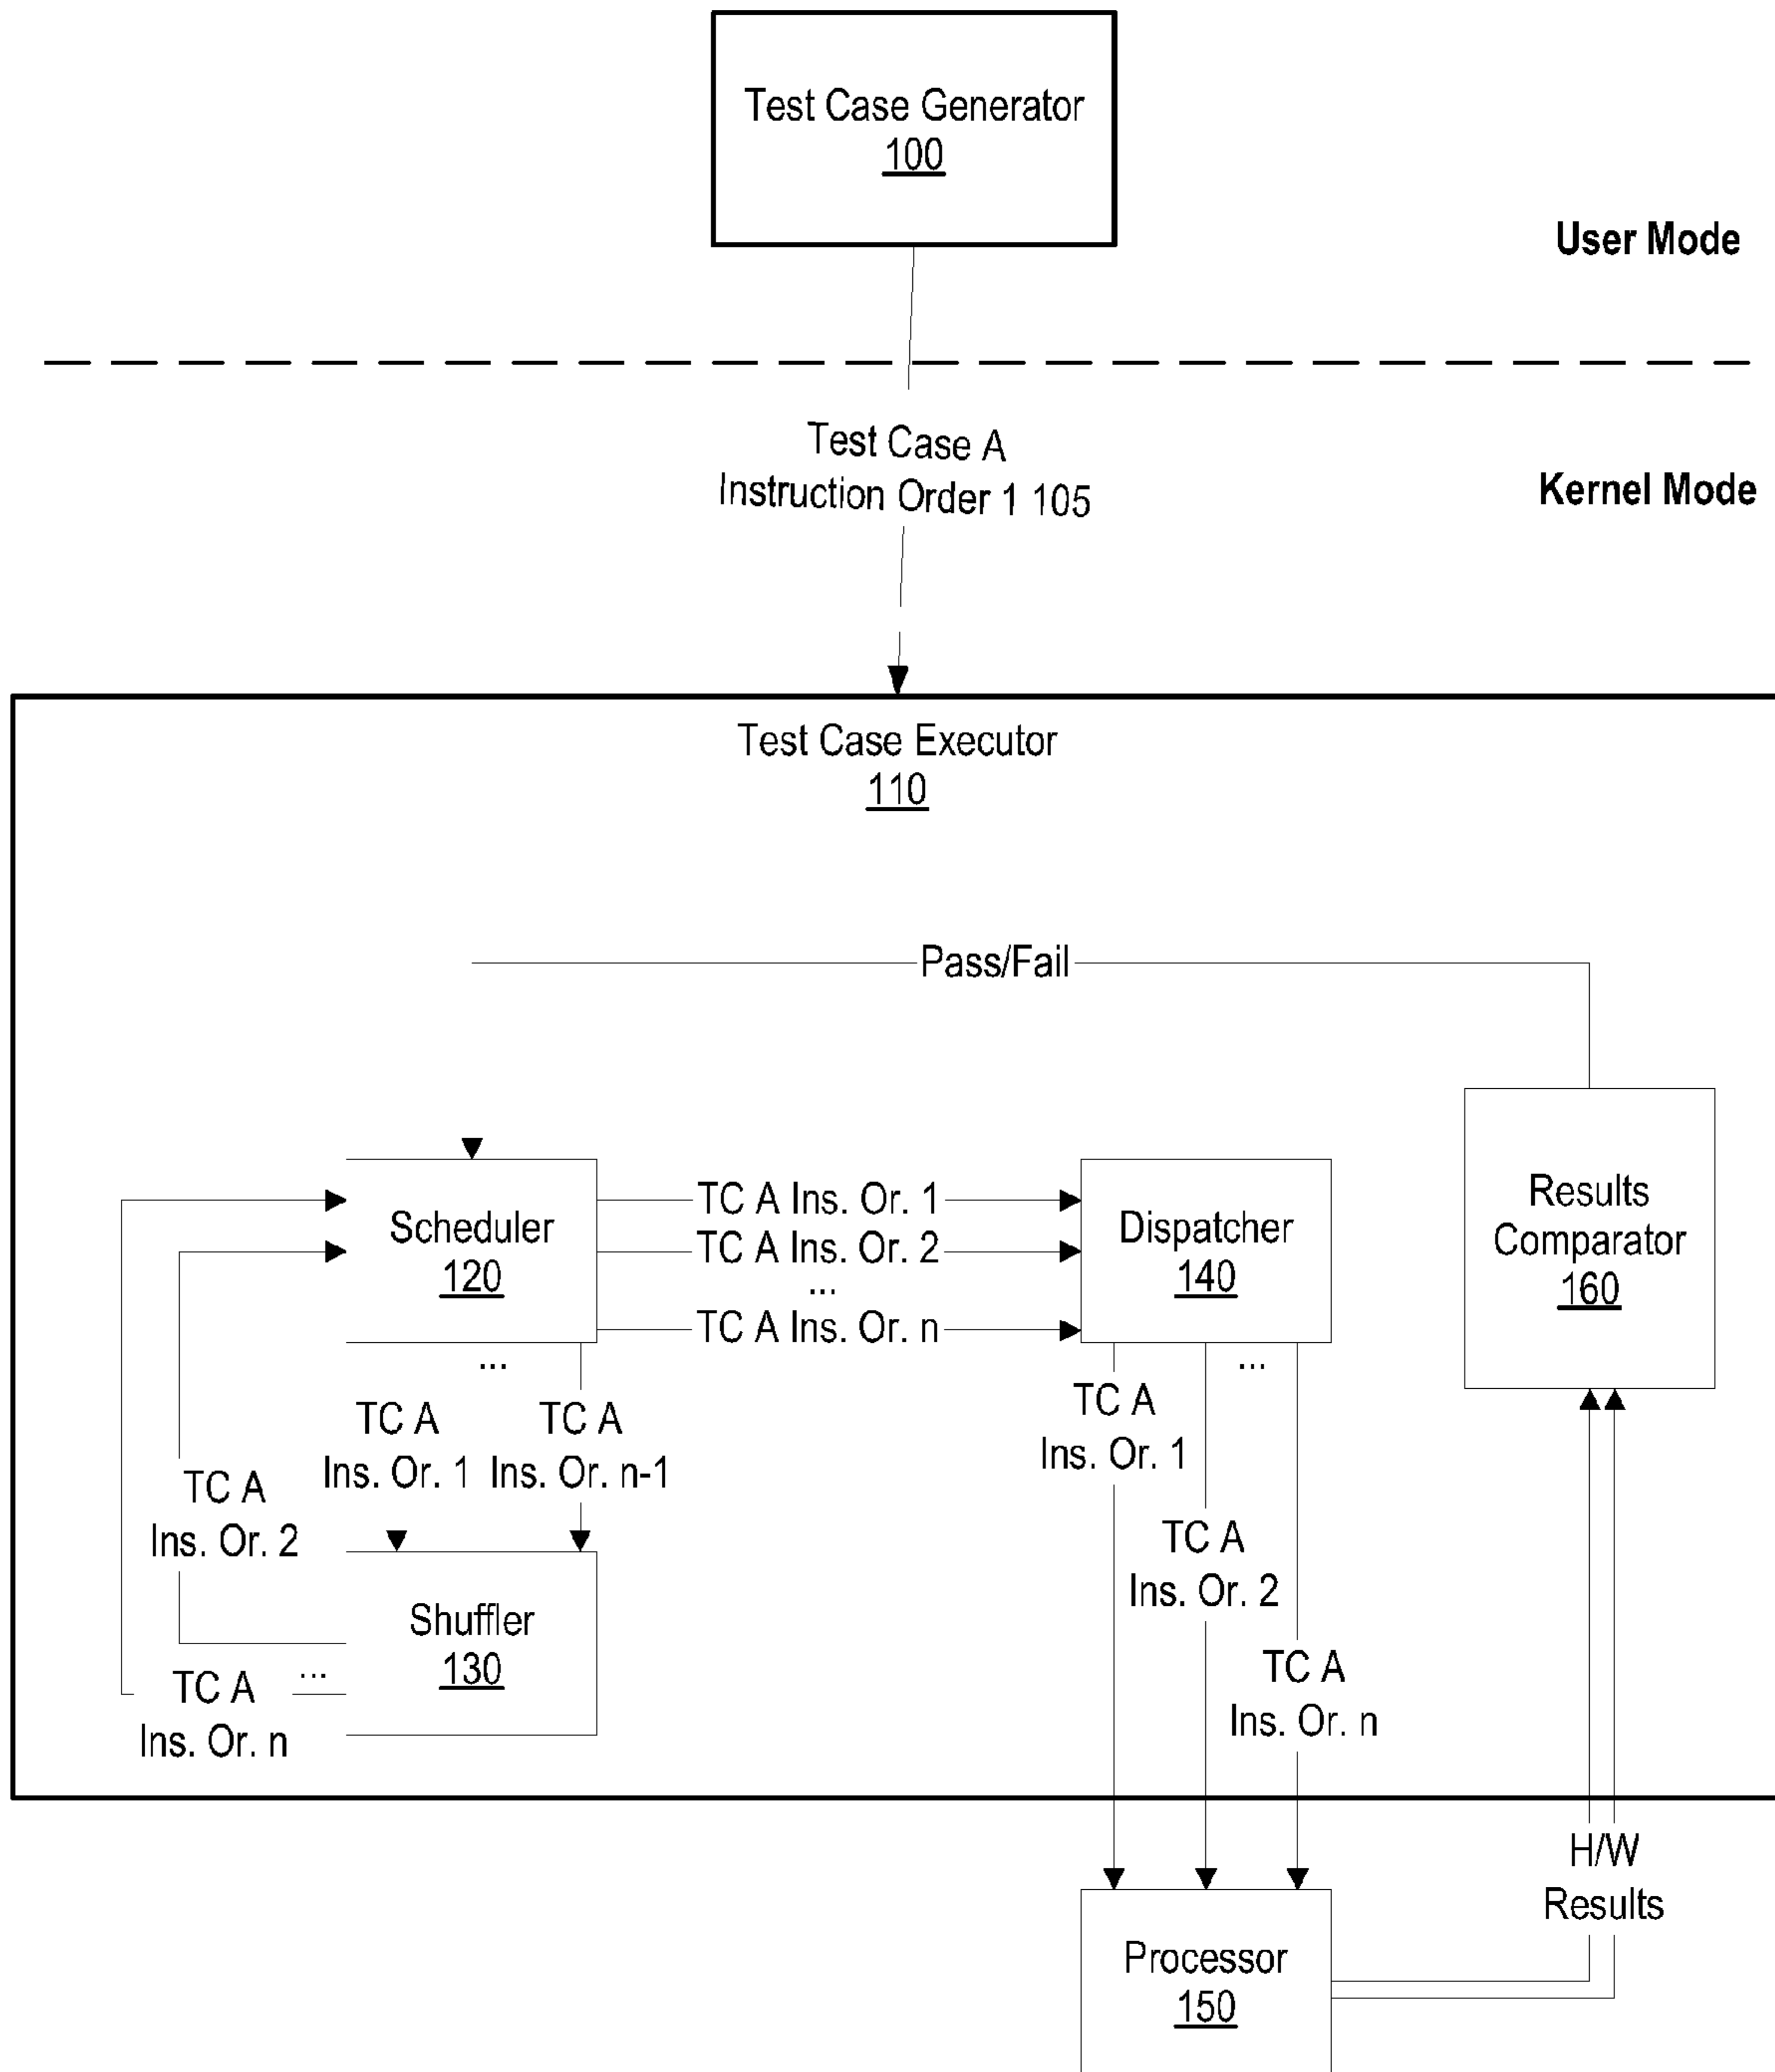 Test Case Generator
100
User Mode
Test Case A
Instruction Order 1 105
Kernel Mode
Test Case Executor
110
Pass/Fail
Scheduler
120
TC A Ins. Or. 1
TC A Ins. Or. 2
...
TC A Ins. Or. n
Dispatcher
140
Results
Comparator
160
...
TC A
Ins. Or. 1
TC A
Ins. Or. n-1
...
TC A
Ins. Or. 1
TC A
Ins. Or. 2
TC A
Ins. Or. 2
Shuffler
130
...
TC A
Ins. Or. n
TC A
Ins. Or. n
H/W
Results
Processor
150